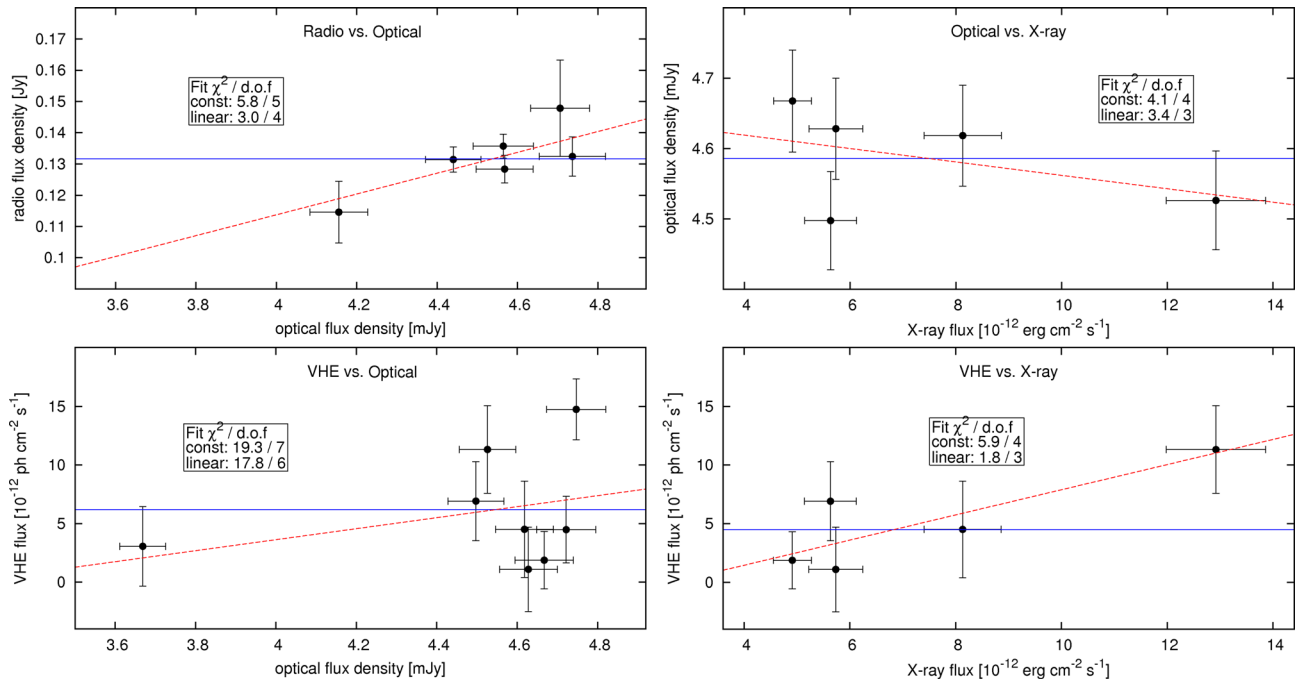 Radio vs. Optical
Fit χ² / d.o.f
const: 5.8 / 5
linear: 3.0 / 4
radio flux density [Jy]
0.17
0.16
0.15
0.14
0.13
0.12
0.11
0.1
3.6
3.8
4
4.2
4.4
4.6
4.8
optical flux density [mJy]
Optical vs. X-ray
Fit χ² / d.o.f
const: 4.1 / 4
linear: 3.4 / 3
optical flux density [mJy]
4.7
4.6
4.5
4
6
8
10
12
14
X-ray flux [10⁻¹² erg cm⁻² s⁻¹]
VHE vs. Optical
Fit χ² / d.o.f
const: 19.3 / 7
linear: 17.8 / 6
VHE flux [10⁻¹² ph cm⁻² s⁻¹]
15
10
5
0
3.6
3.8
4
4.2
4.4
4.6
4.8
optical flux density [mJy]
VHE vs. X-ray
Fit χ² / d.o.f
const: 5.9 / 4
linear: 1.8 / 3
VHE flux [10⁻¹² ph cm⁻² s⁻¹]
15
10
5
0
4
6
8
10
12
14
X-ray flux [10⁻¹² erg cm⁻² s⁻¹]